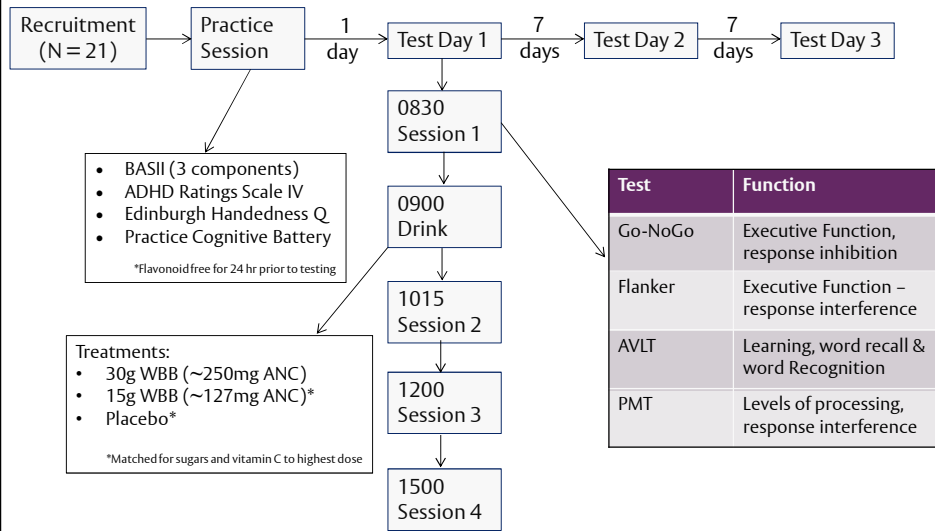 Recruitment
(N = 21)
Practice
Session
1
day
Test Day 1
7
days
Test Day 2
7
days
Test Day 3
0830
Session 1
• BASII (3 components)
• ADHD Ratings Scale IV
• Edinburgh Handedness Q
• Practice Cognitive Battery
*Flavonoid free for 24 hr prior to testing
0900
Drink
Test Function
Go-NoGo Executive Function,
response inhibition
Flanker Executive Function –
response interference
AVLT Learning, word recall &
word Recognition
PMT Levels of processing,
response interference
1015
Session 2
Treatments:
• 30g WBB (~250mg ANC)
• 15g WBB (~127mg ANC)*
• Placebo*
*Matched for sugars and vitamin C to highest dose
1200
Session 3
1500
Session 4